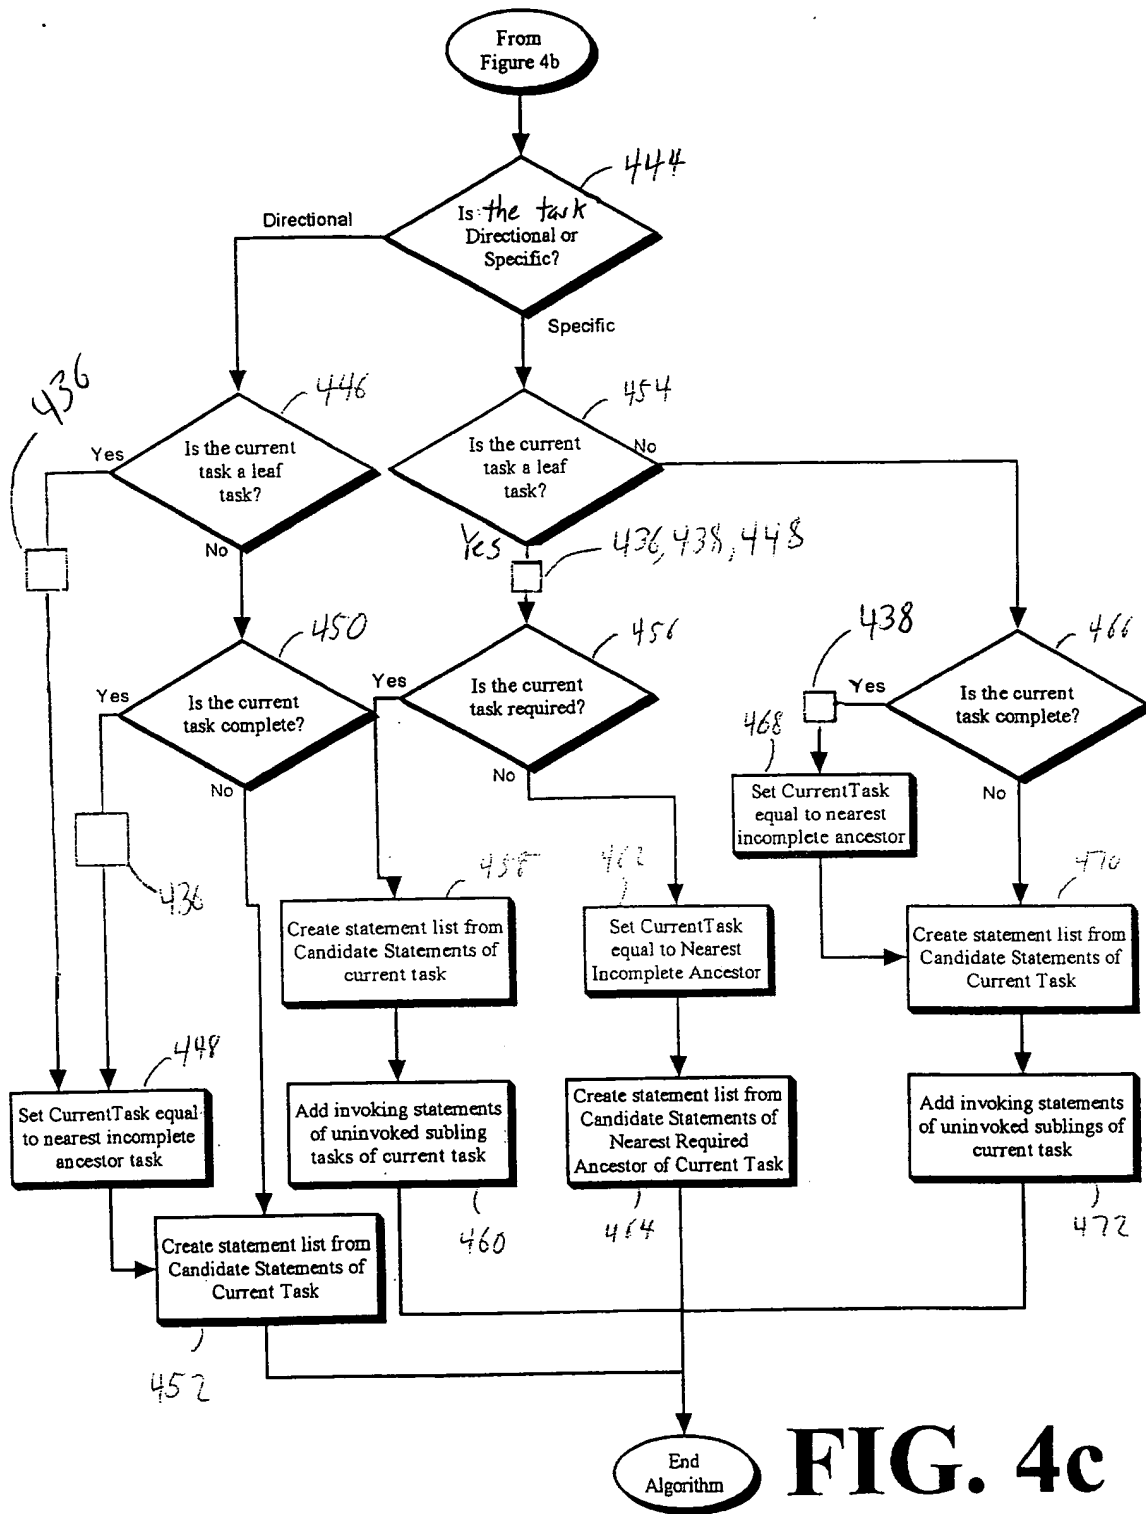 From
Figure 4b
444
Is the task
Directional or
Specific?
Directional
Specific
436
446
454
Is the current
task a leaf
task?
Yes
No
Is the current
task a leaf
task?
No
Yes
436, 438, 448
450
456
438
466
Is the current
task complete?
Yes
No
Is the current
task required?
Yes
No
Is the current
task complete?
Yes
No
468
Set CurrentTask
equal to nearest
incomplete ancestor
436
458
462
470
Create statement list from
Candidate Statements of
current task
Set CurrentTask
equal to Nearest
Incomplete Ancestor
Create statement list from
Candidate Statements of
Current Task
448
Set CurrentTask equal
to nearest incomplete
ancestor task
Add invoking statements
of uninvoked subling
tasks of current task
Create statement list from
Candidate Statements of
Nearest Required
Ancestor of Current Task
Add invoking statements
of uninvoked sublings of
current task
460
464
472
Create statement list from
Candidate Statements of
Current Task
452
End
Algorithm
FIG. 4c